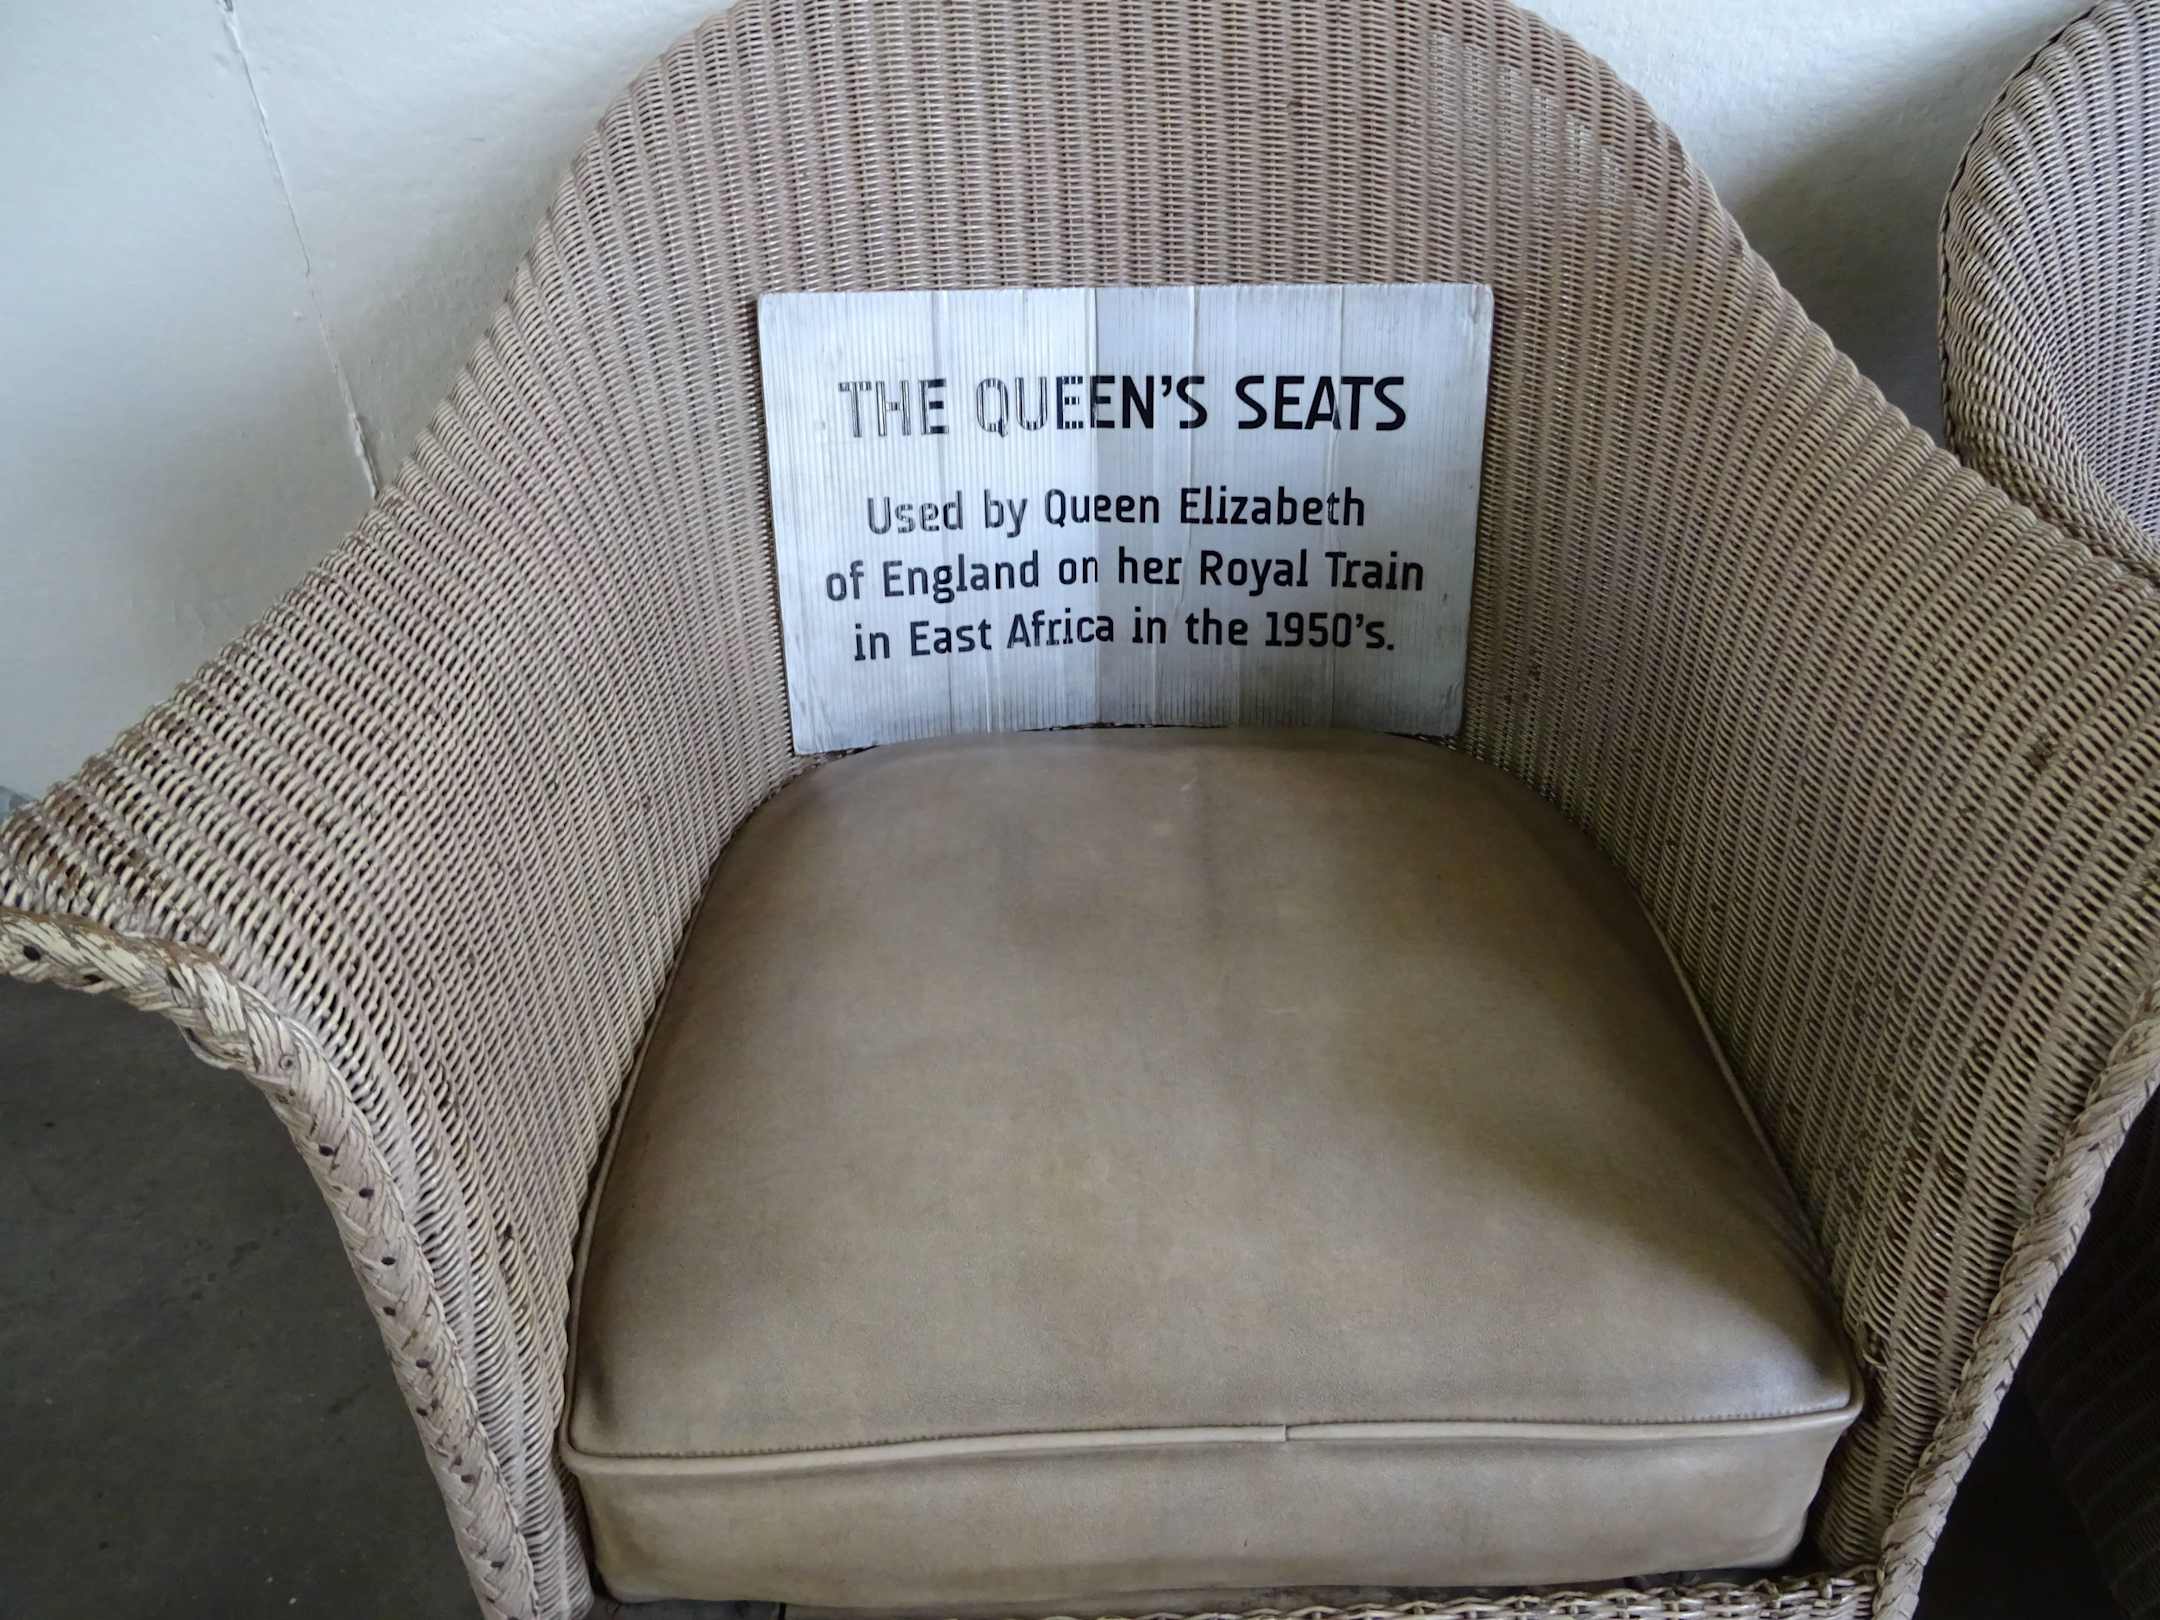 THE QUEEN'S SEATS
Used by Queen Elizabeth
of England on her Royal Train
in East Africa in the 1950's.